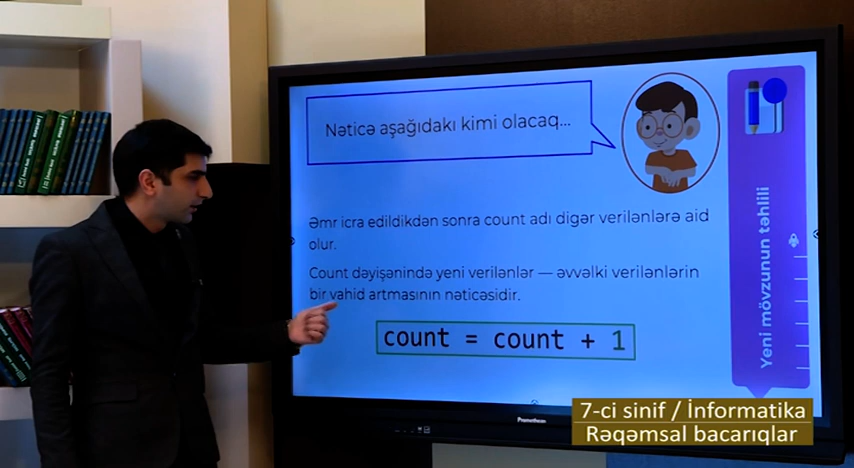 Nəticə aşağıdakı kimi olacaq...
Əmr icra edildikdən sonra count adı digər verilənlərə aid
olur.
Count dəyişənində yeni verilənlər — əvvəlki verilənlərin
bir vahid artmasının nəticəsidir.
count = count + 1
Yeni mövzunun təhlili
Promethean
7-ci sinif / İnformatika
Rəqəmsal bacarıqlar